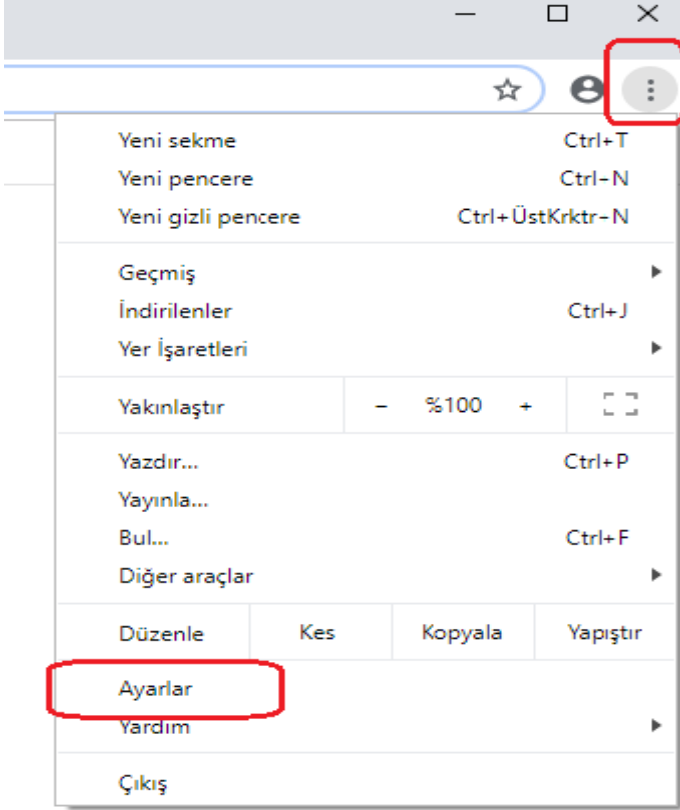 Yeni sekme Ctrl+T
Yeni pencere Ctrl-N
Yeni gizli pencere Ctrl+ÜstKrktr-N
Geçmiş
İndirilenler Ctrl+J
Yer İşaretleri
Yakınlaştır - %100 +
Yazdır... Ctrl+P
Yayınla...
Bul... Ctrl+F
Diğer araçlar
Düzenle Kes Kopyala Yapıştır
Ayarlar
Yardım
Çıkış